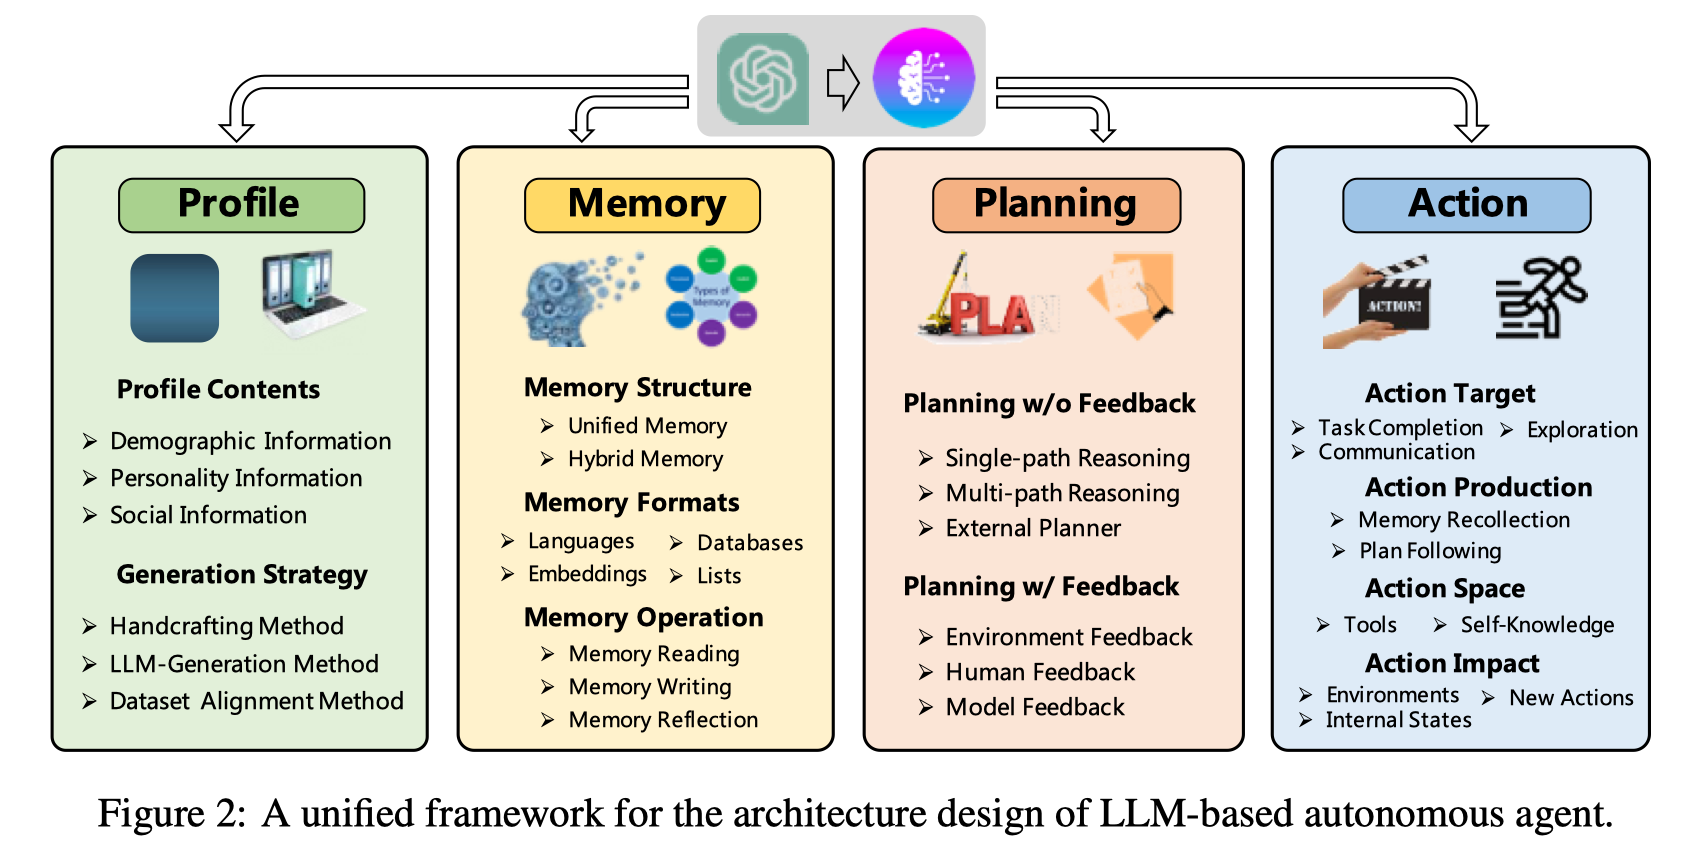 Profile
Profile Contents
Demographic Information
Personality Information
Social Information
Generation Strategy
Handcrafting Method
LLM-Generation Method
Dataset Alignment Method
Memory
Types of
Memory
Memory Structure
Unified Memory
Hybrid Memory
Memory Formats
Languages
Databases
Embeddings
Lists
Memory Operation
Memory Reading
Memory Writing
Memory Reflection
Planning
PLAN
Planning w/o Feedback
Single-path Reasoning
Multi-path Reasoning
External Planner
Planning w/ Feedback
Environment Feedback
Human Feedback
Model Feedback
Action
ACTION!
Action Target
Task Completion
Exploration
Communication
Action Production
Memory Recollection
Plan Following
Action Space
Tools
Self-Knowledge
Action Impact
Environments
New Actions
Internal States
Figure 2: A unified framework for the architecture design of LLM-based autonomous agent.